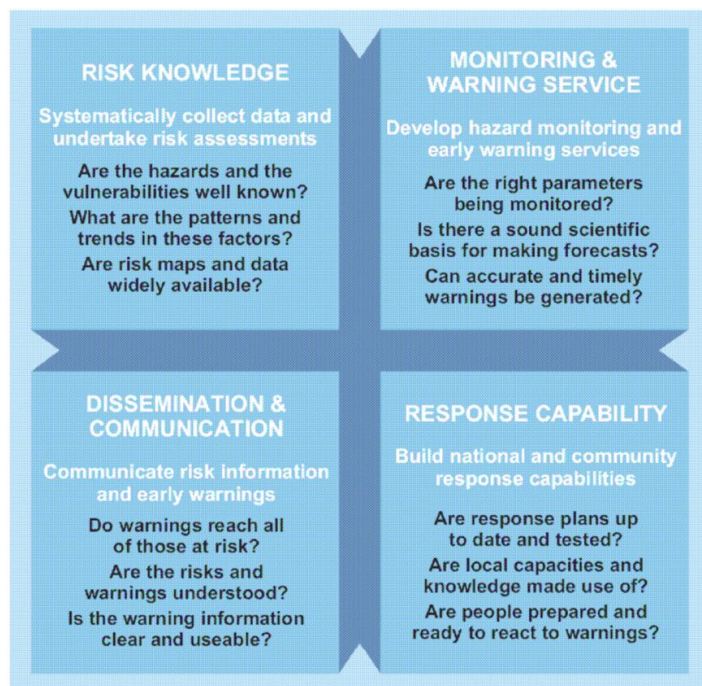 RISK KNOWLEDGE
Systematically collect data and
undertake risk assessments
Are the hazards and the
vulnerabilities well known?
What are the patterns and
trends in these factors?
Are risk maps and data
widely available?
MONITORING &
WARNING SERVICE
Develop hazard monitoring and
early warning services
Are the right parameters
being monitored?
Is there a sound scientific
basis for making forecasts?
Can accurate and timely
warnings be generated?
DISSEMINATION &
COMMUNICATION
Communicate risk information
and early warnings
Do warnings reach all
of those at risk?
Are the risks and
warnings understood?
Is the warning information
clear and useable?
RESPONSE CAPABILITY
Build national and community
response capabilities
Are response plans up
to date and tested?
Are local capacities and
knowledge made use of?
Are people prepared and
ready to react to warnings?